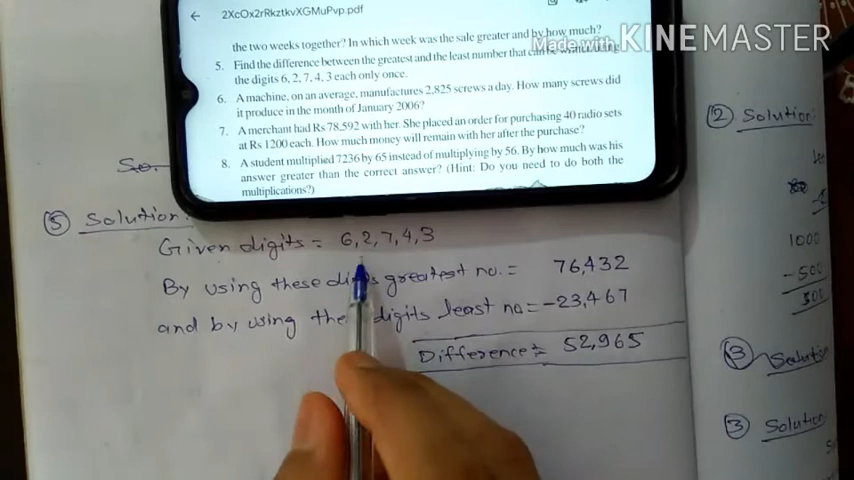 2XcOx2rRkztkvXGMuPvp.pdf
Made with KINEMASTER
the two weeks together? In which week was the sale greater and by how much?
5. Find the difference between the greatest and the least number that can be written using
the digits 6, 2, 7, 4, 3 each only once.
6. A machine, on an average, manufactures 2,825 screws a day. How many screws did
it produce in the month of January 2006?
7. A merchant had Rs 78,592 with her. She placed an order for purchasing 40 radio sets
at Rs 1200 each. How much money will remain with her after the purchase?
8. A student multiplied 7236 by 65 instead of multiplying by 56. By how much was his
answer greater than the correct answer? (Hint: Do you need to do both the
multiplications?)
So.
5 Solution:
Given digits = 6,2,7,4,3
By using these digits greatest no. = 76,432
and by using the digits least no = -23,467
Difference = 52,965
2 Solution:
1000
- 500
500
3 Solution
3 Solution: